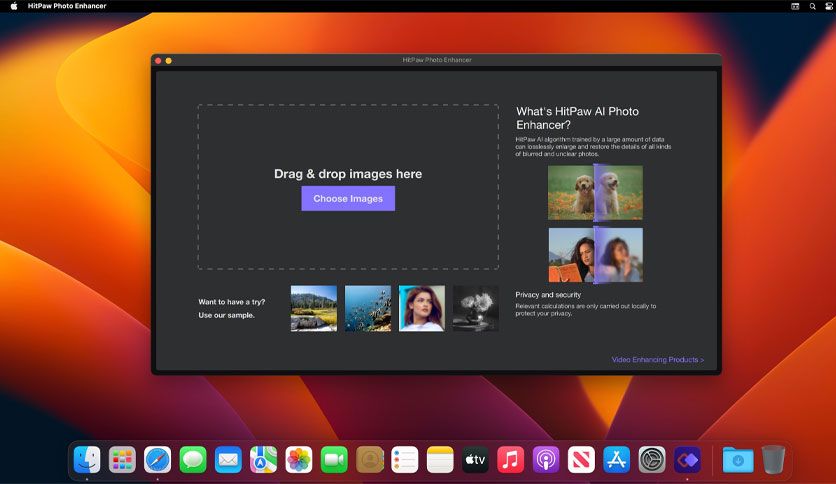 HitPaw Photo Enhancer
HitPaw Photo Enhancer
Drag & drop images here
Choose Images
Want to have a try?
Use our sample.
What's HitPaw AI Photo
Enhancer?
HitPaw AI algorithm trained by a large amount of data
can losslessly enlarge and restore the details of all kinds
of blurred and unclear photos.
Privacy and security
Relevant calculations are only carried out locally to
protect your privacy.
Video Enhancing Products >
tv